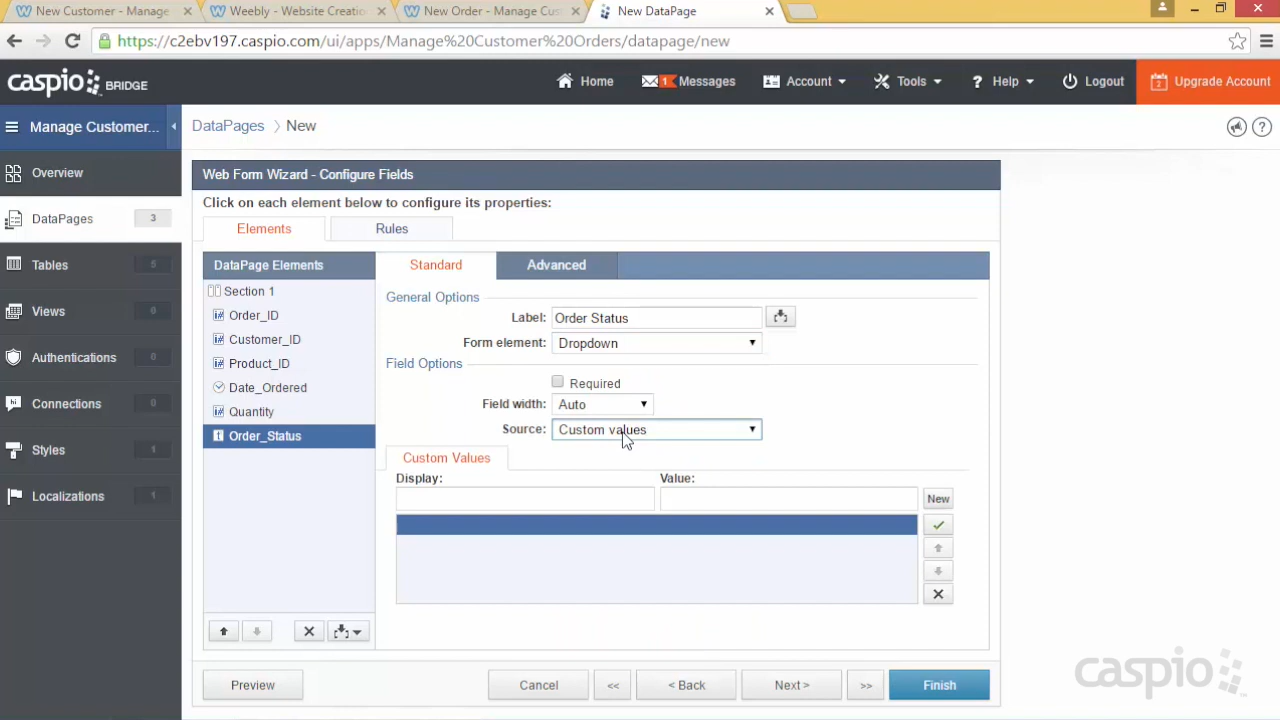 New Customer - Manage
Weebly - Website Creatio
New Order - Manage Cus
New DataPage
https://c2ebv197.caspio.com/ui/apps/Manage%20Customer%20Orders/datapage/new
caspio BRIDGE
Home
1
Messages
Account
Tools
? Help
Logout
2
Upgrade Account
Manage Customer...
DataPages
New
?
Overview
DataPages 3
Tables 5
Views 6
Authentications 0
Connections 0
Styles 1
Localizations 1
Web Form Wizard - Configure Fields
Click on each element below to configure its properties:
Elements
Rules
DataPage Elements
Section 1
Order_ID
Customer_ID
Product_ID
Date_Ordered
Quantity
Order_Status
Standard
Advanced
General Options
Label: Order Status
Form element: Dropdown
Field Options
Required
Field width: Auto
Source: Custom values
Custom Values
Display:
Value:
New
Preview
Cancel
<<
< Back
Next >
>>
Finish
caspio